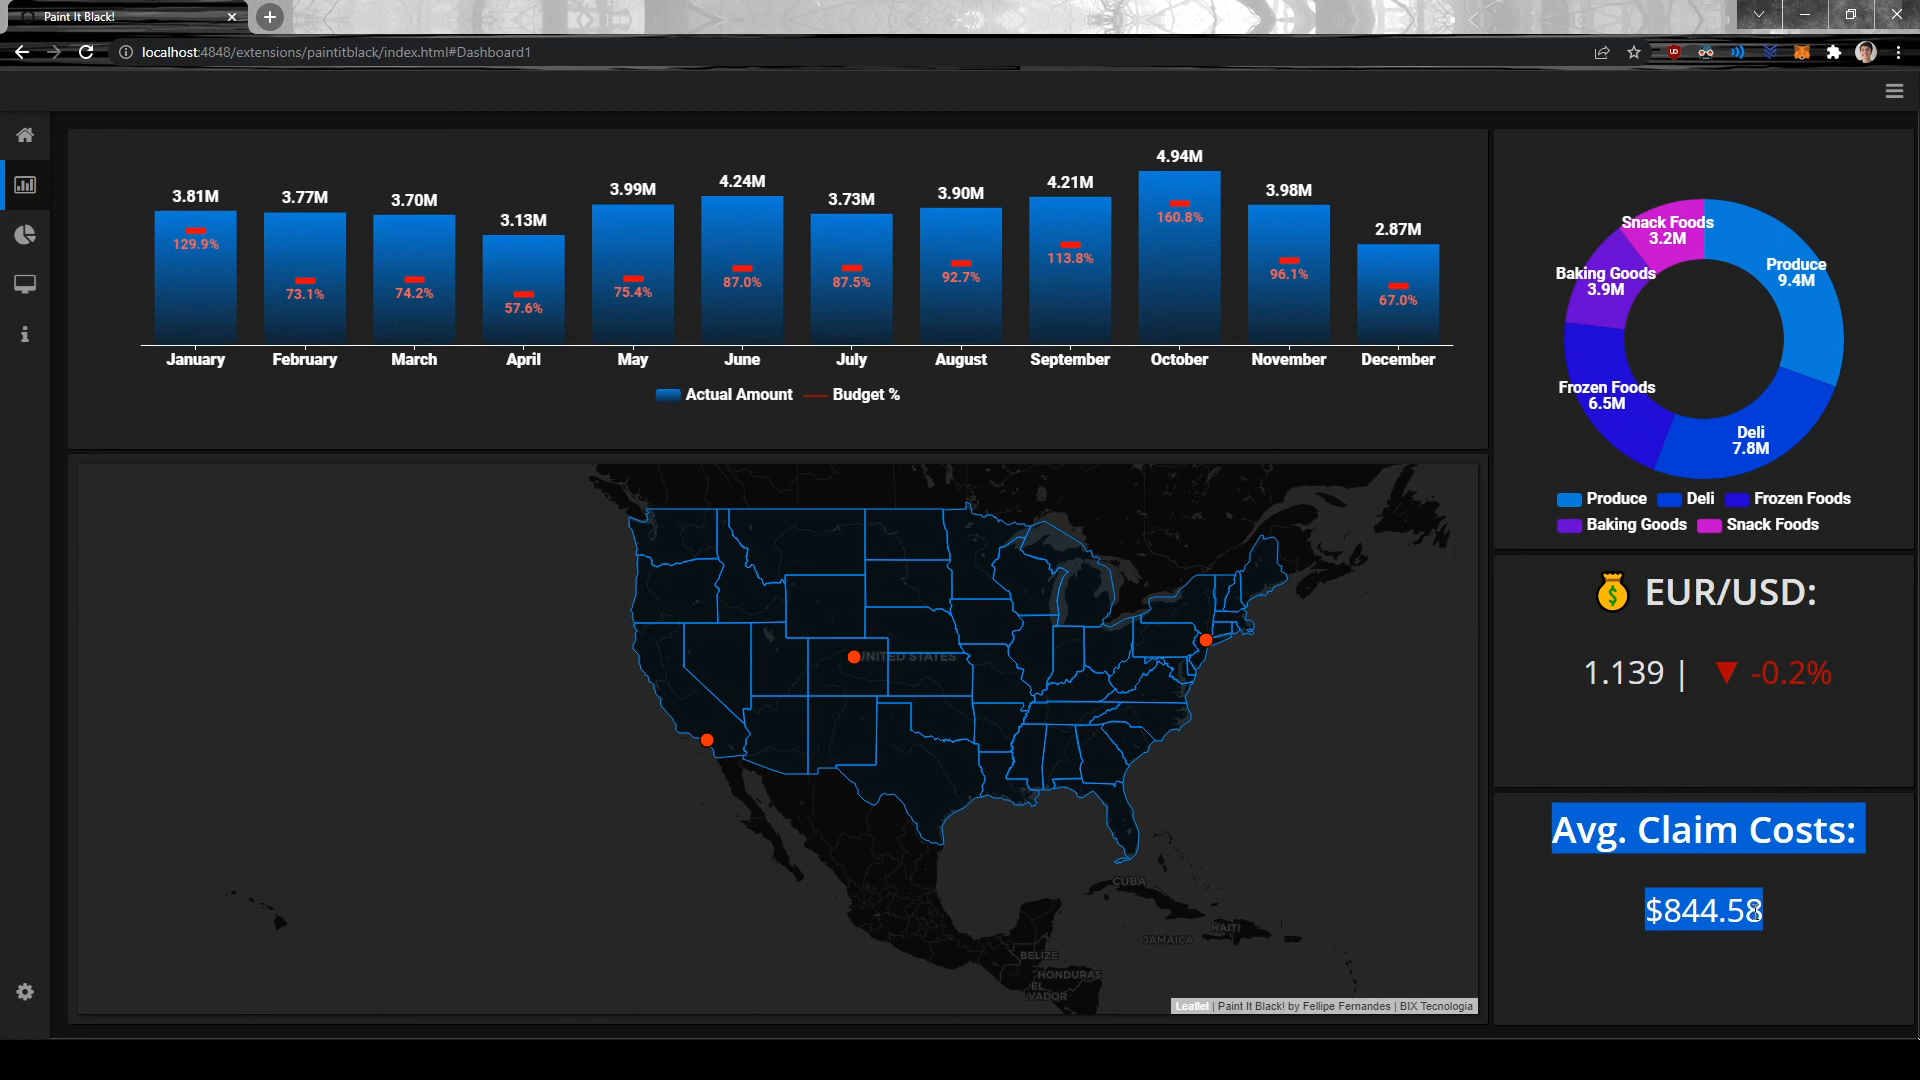 Paint It Black!
localhost:4848/extensions/paintitblack/index.html#Dashboard1
3.81M 3.77M 3.70M 3.13M 3.99M 4.24M 3.73M 3.90M 4.21M 4.94M 3.98M 2.87M
129.9% 73.1% 74.2% 57.6% 75.4% 87.0% 87.5% 92.7% 113.8% 160.8% 96.1% 67.0%
January February March April May June July August September October November December
Actual Amount Budget %
Snack Foods
3.2M
Produce
9.4M
Baking Goods
3.9M
Frozen Foods
6.5M
Deli
7.8M
Produce Deli Frozen Foods
Baking Goods Snack Foods
UNITED STATES
CUBA
HAITI
JAMAICA
BELIZE
HONDURAS
EL
VADOR
Leaflet | Paint It Black! by Fellipe Fernandes | BIX Tecnologia
EUR/USD:
1.139 | ▼ -0.2%
Avg. Claim Costs:
$844.58